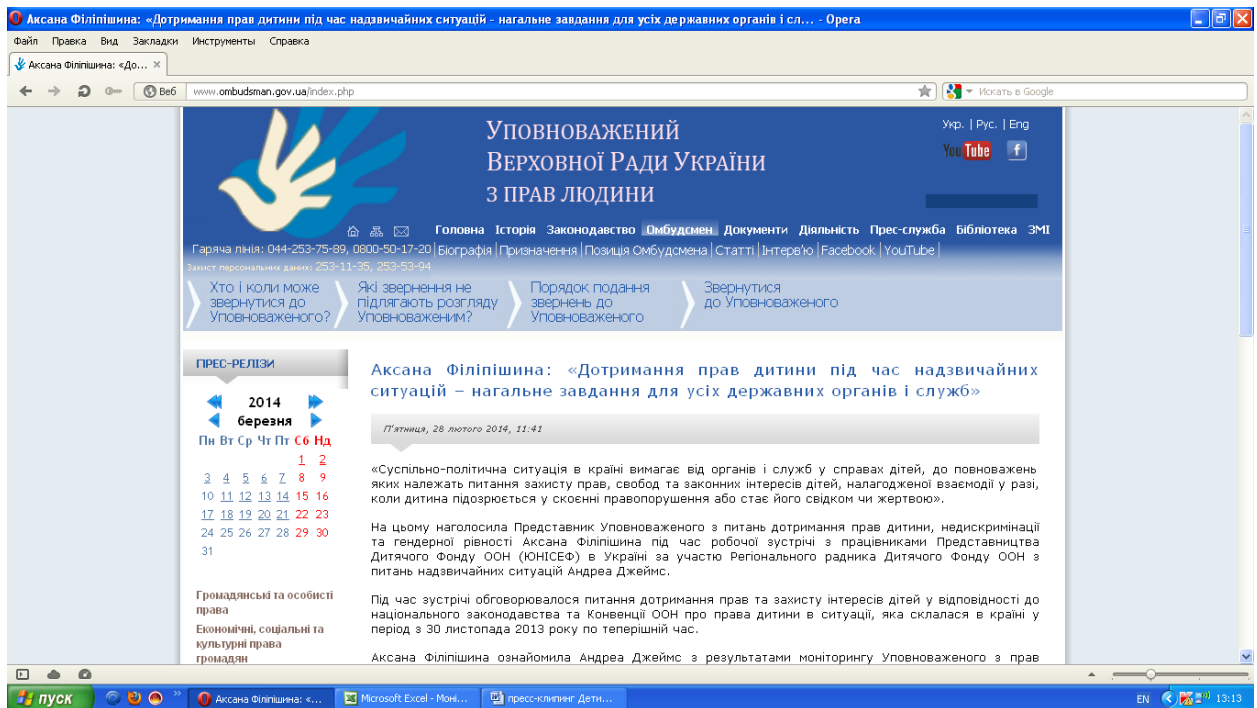 Аксана Філіпішина: «Дотримання прав дитини під час надзвичайних ситуацій - нагальне завдання для усіх державних органів і сл... - Opera
Файл Правка Вид Закладки Инструменты Справка
Аксана Філіпішина: «До...
Веб www.ombudsman.gov.ua/index.php Искать в Google
Уповноважений
Верховної Ради України
з прав людини
Укр. | Рус. | Eng
YouTube f
Головна Історія Законодавство Омбудсмен Документи Діяльність Прес-служба Бібліотека ЗМІ
Гаряча лінія: 044-253-75-89, 0800-50-17-20 | Біографія | Призначення | Позиція Омбудсмена | Статті | Інтерв'ю | Facebook | YouTube |
Захист персональних даних: 253-11-35, 253-53-94
Хто і коли може
звернутися до
Уповноваженого?
Які звернення не
підлягають розгляду
Уповноваженим?
Порядок подання
звернень до
Уповноваженого
Звернутися
до Уповноваженого
ПРЕС-РЕЛІЗИ
2014
березня
Пн Вт Ср Чт Пт Сб Нд
1 2
3 4 5 6 7 8 9
10 11 12 13 14 15 16
17 18 19 20 21 22 23
24 25 26 27 28 29 30
31
Громадянські та особисті
права
Економічні, соціальні та
культурні права
громадян
Аксана Філіпішина: «Дотримання прав дитини під час надзвичайних
ситуацій – нагальне завдання для усіх державних органів і служб»
П'ятниця, 28 лютого 2014, 11:41
«Суспільно-політична ситуація в країні вимагає від органів і служб у справах дітей, до повноважень
яких належать питання захисту прав, свобод та законних інтересів дітей, налагодженої взаємодії у разі,
коли дитина підозрюється у скоєнні правопорушення або стає його свідком чи жертвою».
На цьому наголосила Представник Уповноваженого з питань дотримання прав дитини, недискримінації
та гендерної рівності Аксана Філіпішина під час робочої зустрічі з працівниками Представництва
Дитячого Фонду ООН (ЮНІСЕФ) в Україні за участю Регіонального радника Дитячого Фонду ООН з
питань надзвичайних ситуацій Андреа Джеймс.
Під час зустрічі обговорювалося питання дотримання прав та захисту інтересів дітей у відповідності до
національного законодавства та Конвенції ООН про права дитини в ситуації, яка склалася в країні у
період з 30 листопада 2013 року по теперішній час.
Аксана Філіпішина ознайомила Андреа Джеймс з результатами моніторингу Уповноваженого з прав
пуск Аксана Філіпішина: «... Microsoft Excel - Моні... пресс-клипинг Дети... EN 13:13